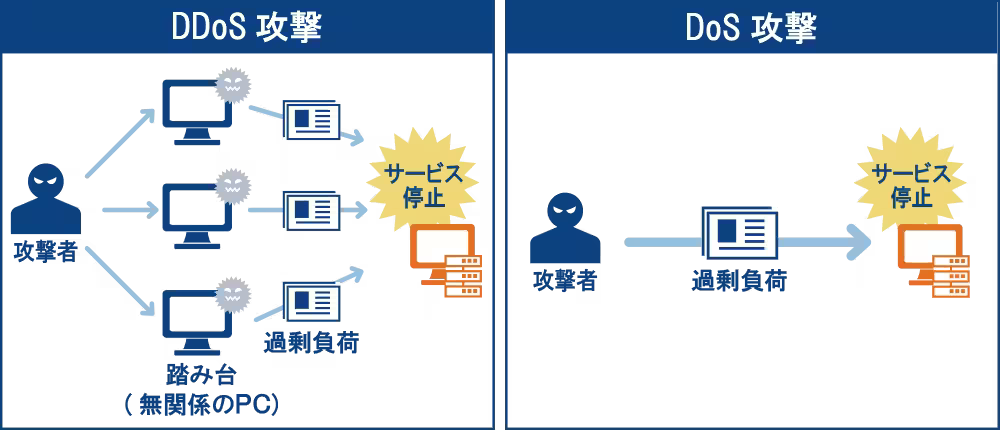 DDoS 攻撃
攻撃者
過剰負荷
踏み台
( 無関係のPC)
サービス
停止
DoS 攻撃
攻撃者
過剰負荷
サービス
停止